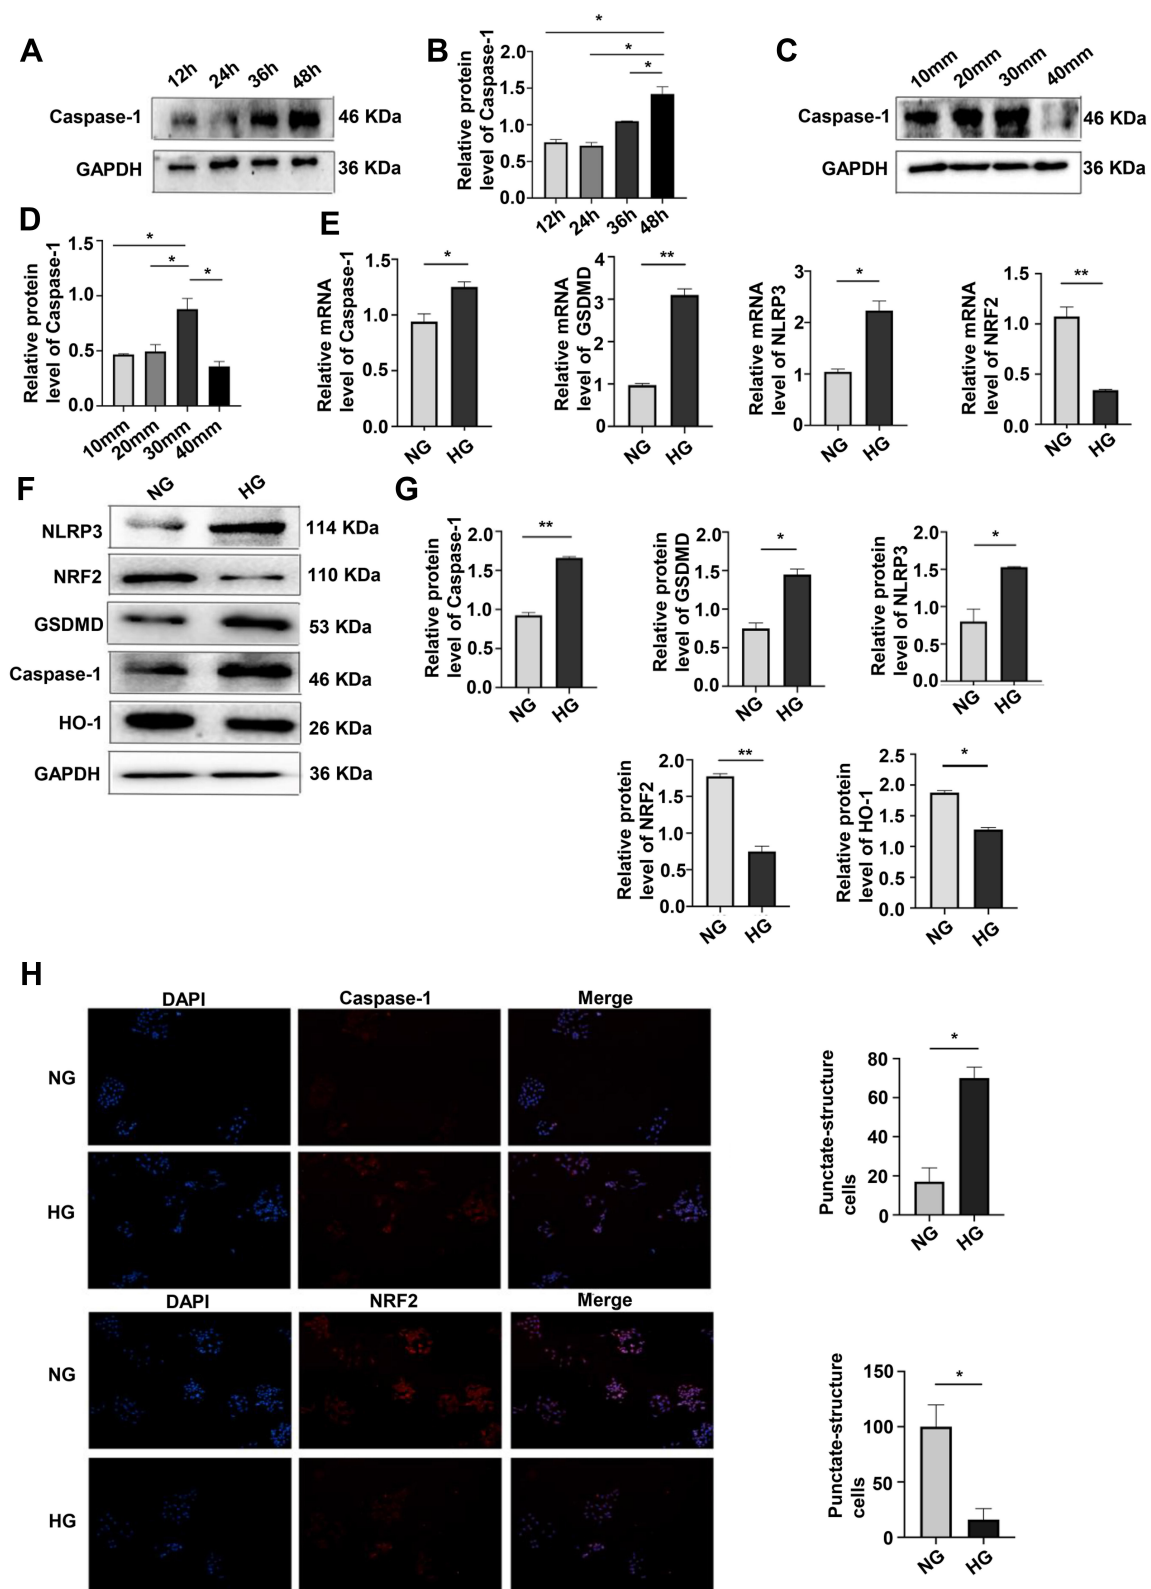 A
12h 24h 36h 48h
Caspase-1 46 KDa
GAPDH 36 KDa
B
Relative protein
level of Caspase-1
2.0
1.5
1.0
0.5
0.0
* * *
12h 24h 36h 48h
C
10mm 20mm 30mm 40mm
Caspase-1 46 KDa
GAPDH 36 KDa
D
Relative protein
level of Caspase-1
1.5
1.0
0.5
0.0
* * *
10mm 20mm 30mm 40mm
E
Relative mRNA
level of Caspase-1
1.5
1.0
0.5
0.0
*
NG HG
Relative mRNA
level of GSDMD
4
3
2
1
0
**
NG HG
Relative mRNA
level of NLRP3
3
2
1
0
*
NG HG
Relative mRNA
level of NRF2
1.5
1.0
0.5
0.0
**
NG HG
F
NG HG
NLRP3 114 KDa
NRF2 110 KDa
GSDMD 53 KDa
Caspase-1 46 KDa
HO-1 26 KDa
GAPDH 36 KDa
G
Relative protein
level of Caspase-1
2.0
1.5
1.0
0.5
0.0
**
NG HG
Relative protein
level of GSDMD
2.0
1.5
1.0
0.5
0.0
*
NG HG
Relative protein
level of NLRP3
2.0
1.5
1.0
0.5
0.0
*
NG HG
Relative protein
level of NRF2
2.0
1.5
1.0
0.5
0.0
**
NG HG
Relative protein
level of HO-1
2.5
2.0
1.5
1.0
0.5
0.0
*
NG HG
H
DAPI Caspase-1 Merge
NG
HG
DAPI NRF2 Merge
NG
HG
Punctate-structure
cells
80
60
40
20
0
*
NG HG
Punctate-structure
cells
150
100
50
0
*
NG HG